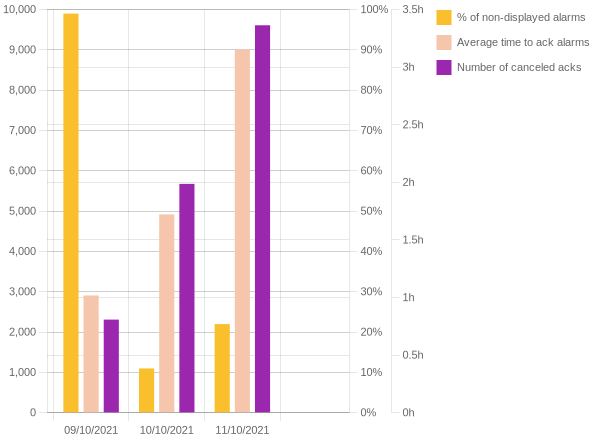 10,000
9,000
8,000
7,000
6,000
5,000
4,000
3,000
2,000
1,000
0
100%
90%
80%
70%
60%
50%
40%
30%
20%
10%
0%
3.5h
3h
2.5h
2h
1.5h
1h
0.5h
0h
09/10/2021
10/10/2021
11/10/2021
% of non-displayed alarms
Average time to ack alarms
Number of canceled acks